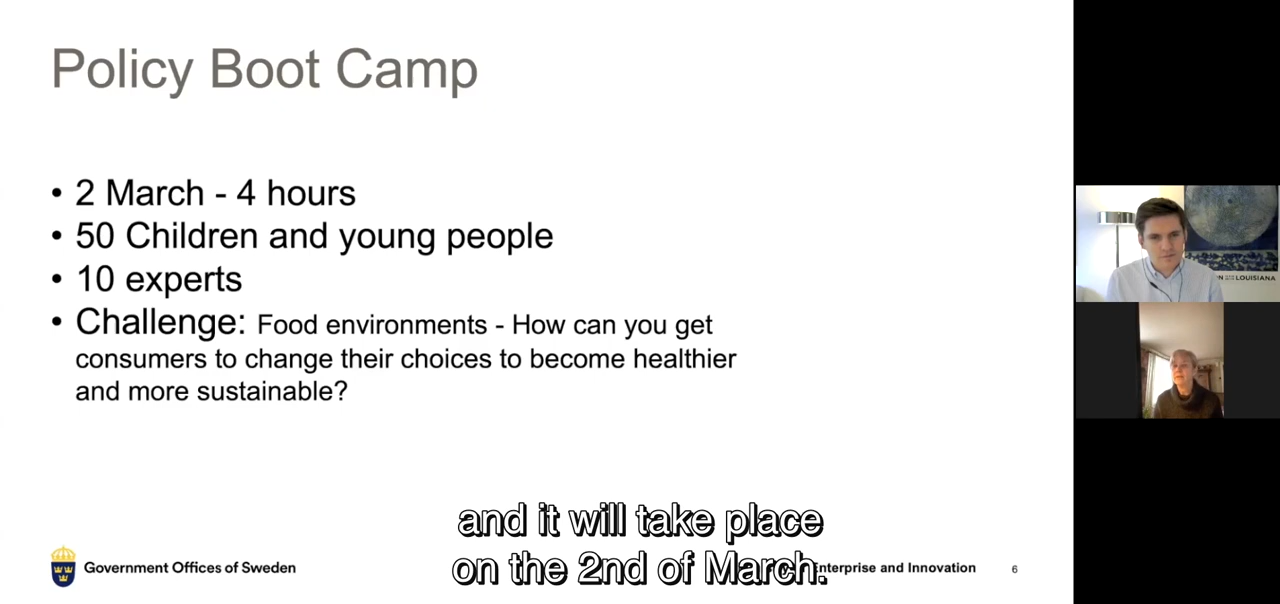 Policy Boot Camp
• 2 March - 4 hours
• 50 Children and young people
• 10 experts
• Challenge: Food environments - How can you get
consumers to change their choices to become healthier
and more sustainable?
LOUISIANA
and it will take place
on the 2nd of March.
Government Offices of Sweden
Enterprise and Innovation
6